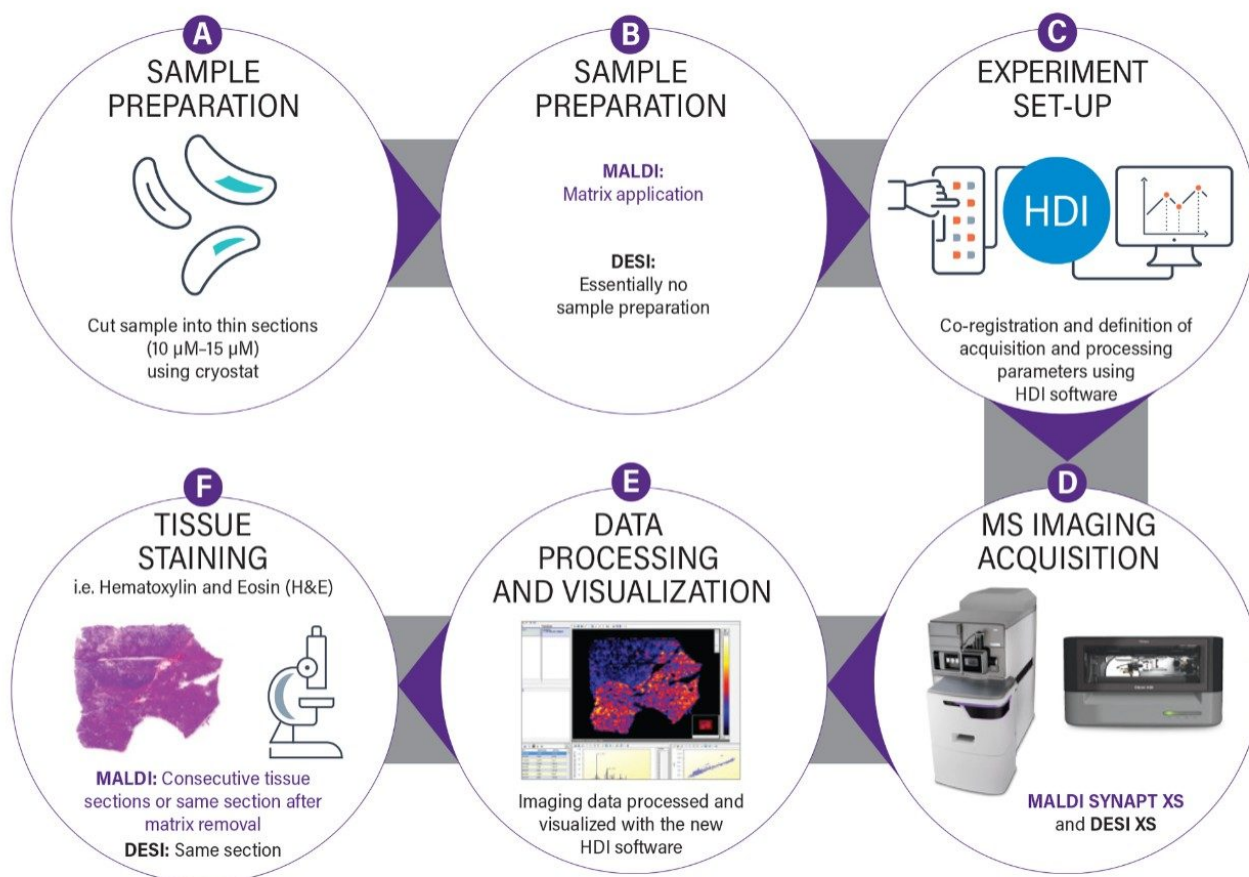 A
SAMPLE
PREPARATION
Cut sample into thin sections
(10 µM–15 µM)
using cryostat
B
SAMPLE
PREPARATION
MALDI:
Matrix application
DESI:
Essentially no
sample preparation
C
EXPERIMENT
SET-UP
HDI
Co-registration and definition of
acquisition and processing
parameters using
HDI software
D
MS IMAGING
ACQUISITION
MALDI SYNAPT XS
and DESI XS
E
DATA
PROCESSING
AND VISUALIZATION
Imaging data processed and
visualized with the new
HDI software
F
TISSUE
STAINING
i.e. Hematoxylin and Eosin (H&E)
MALDI: Consecutive tissue
sections or same section after
matrix removal
DESI: Same section